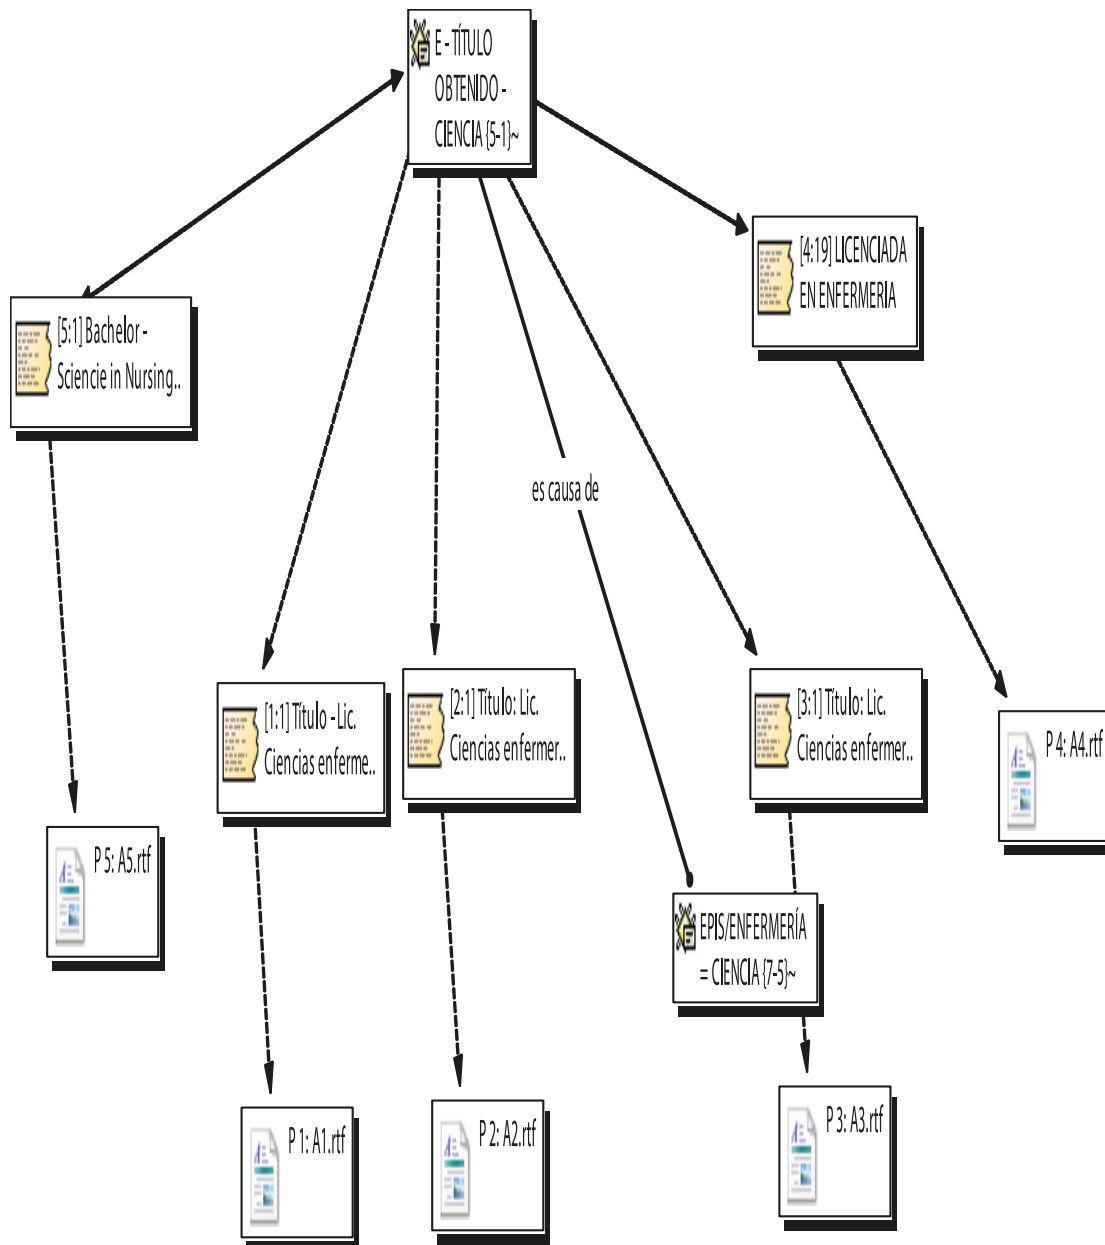 E - TÍTULO
OBTENIDO -
CIENCIA {5-1}~
[4:19] LICENCIADA
EN ENFERMERIA
[5:1] Bachelor -
Sciencie in Nursing..
es causa de
[1:1] Título - Lic.
Ciencias enferme..
[2:1] Título: Lic.
Ciencias enfermer..
[3:1] Título: Lic.
Ciencias enfermer..
P 4: A4.rtf
P 5: A5.rtf
EPIS/ENFERMERÍA
= CIENCIA {7-5}~
P 1: A1.rtf
P 2: A2.rtf
P 3: A3.rtf